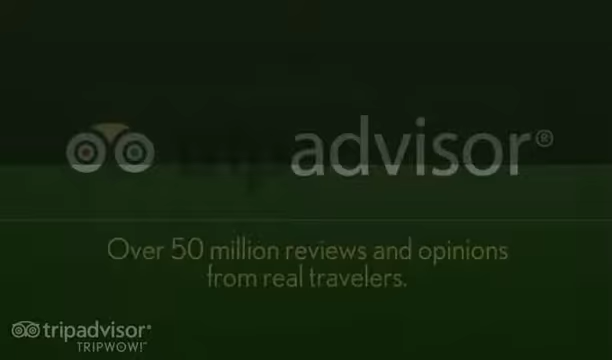 tripadvisor®
Over 50 million reviews and opinions
from real travelers.
tripadvisor®
TRIPWOW!™